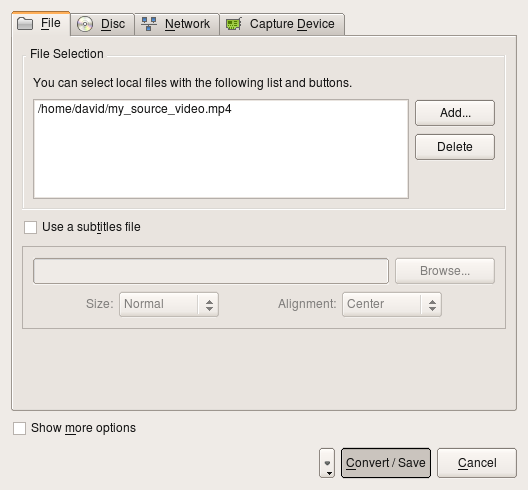 File Disc Network Capture Device
File Selection
You can select local files with the following list and buttons.
/home/david/my_source_video.mp4
Add...
Delete
Use a subtitles file
Browse...
Size: Normal Alignment: Center
Show more options
Convert / Save Cancel